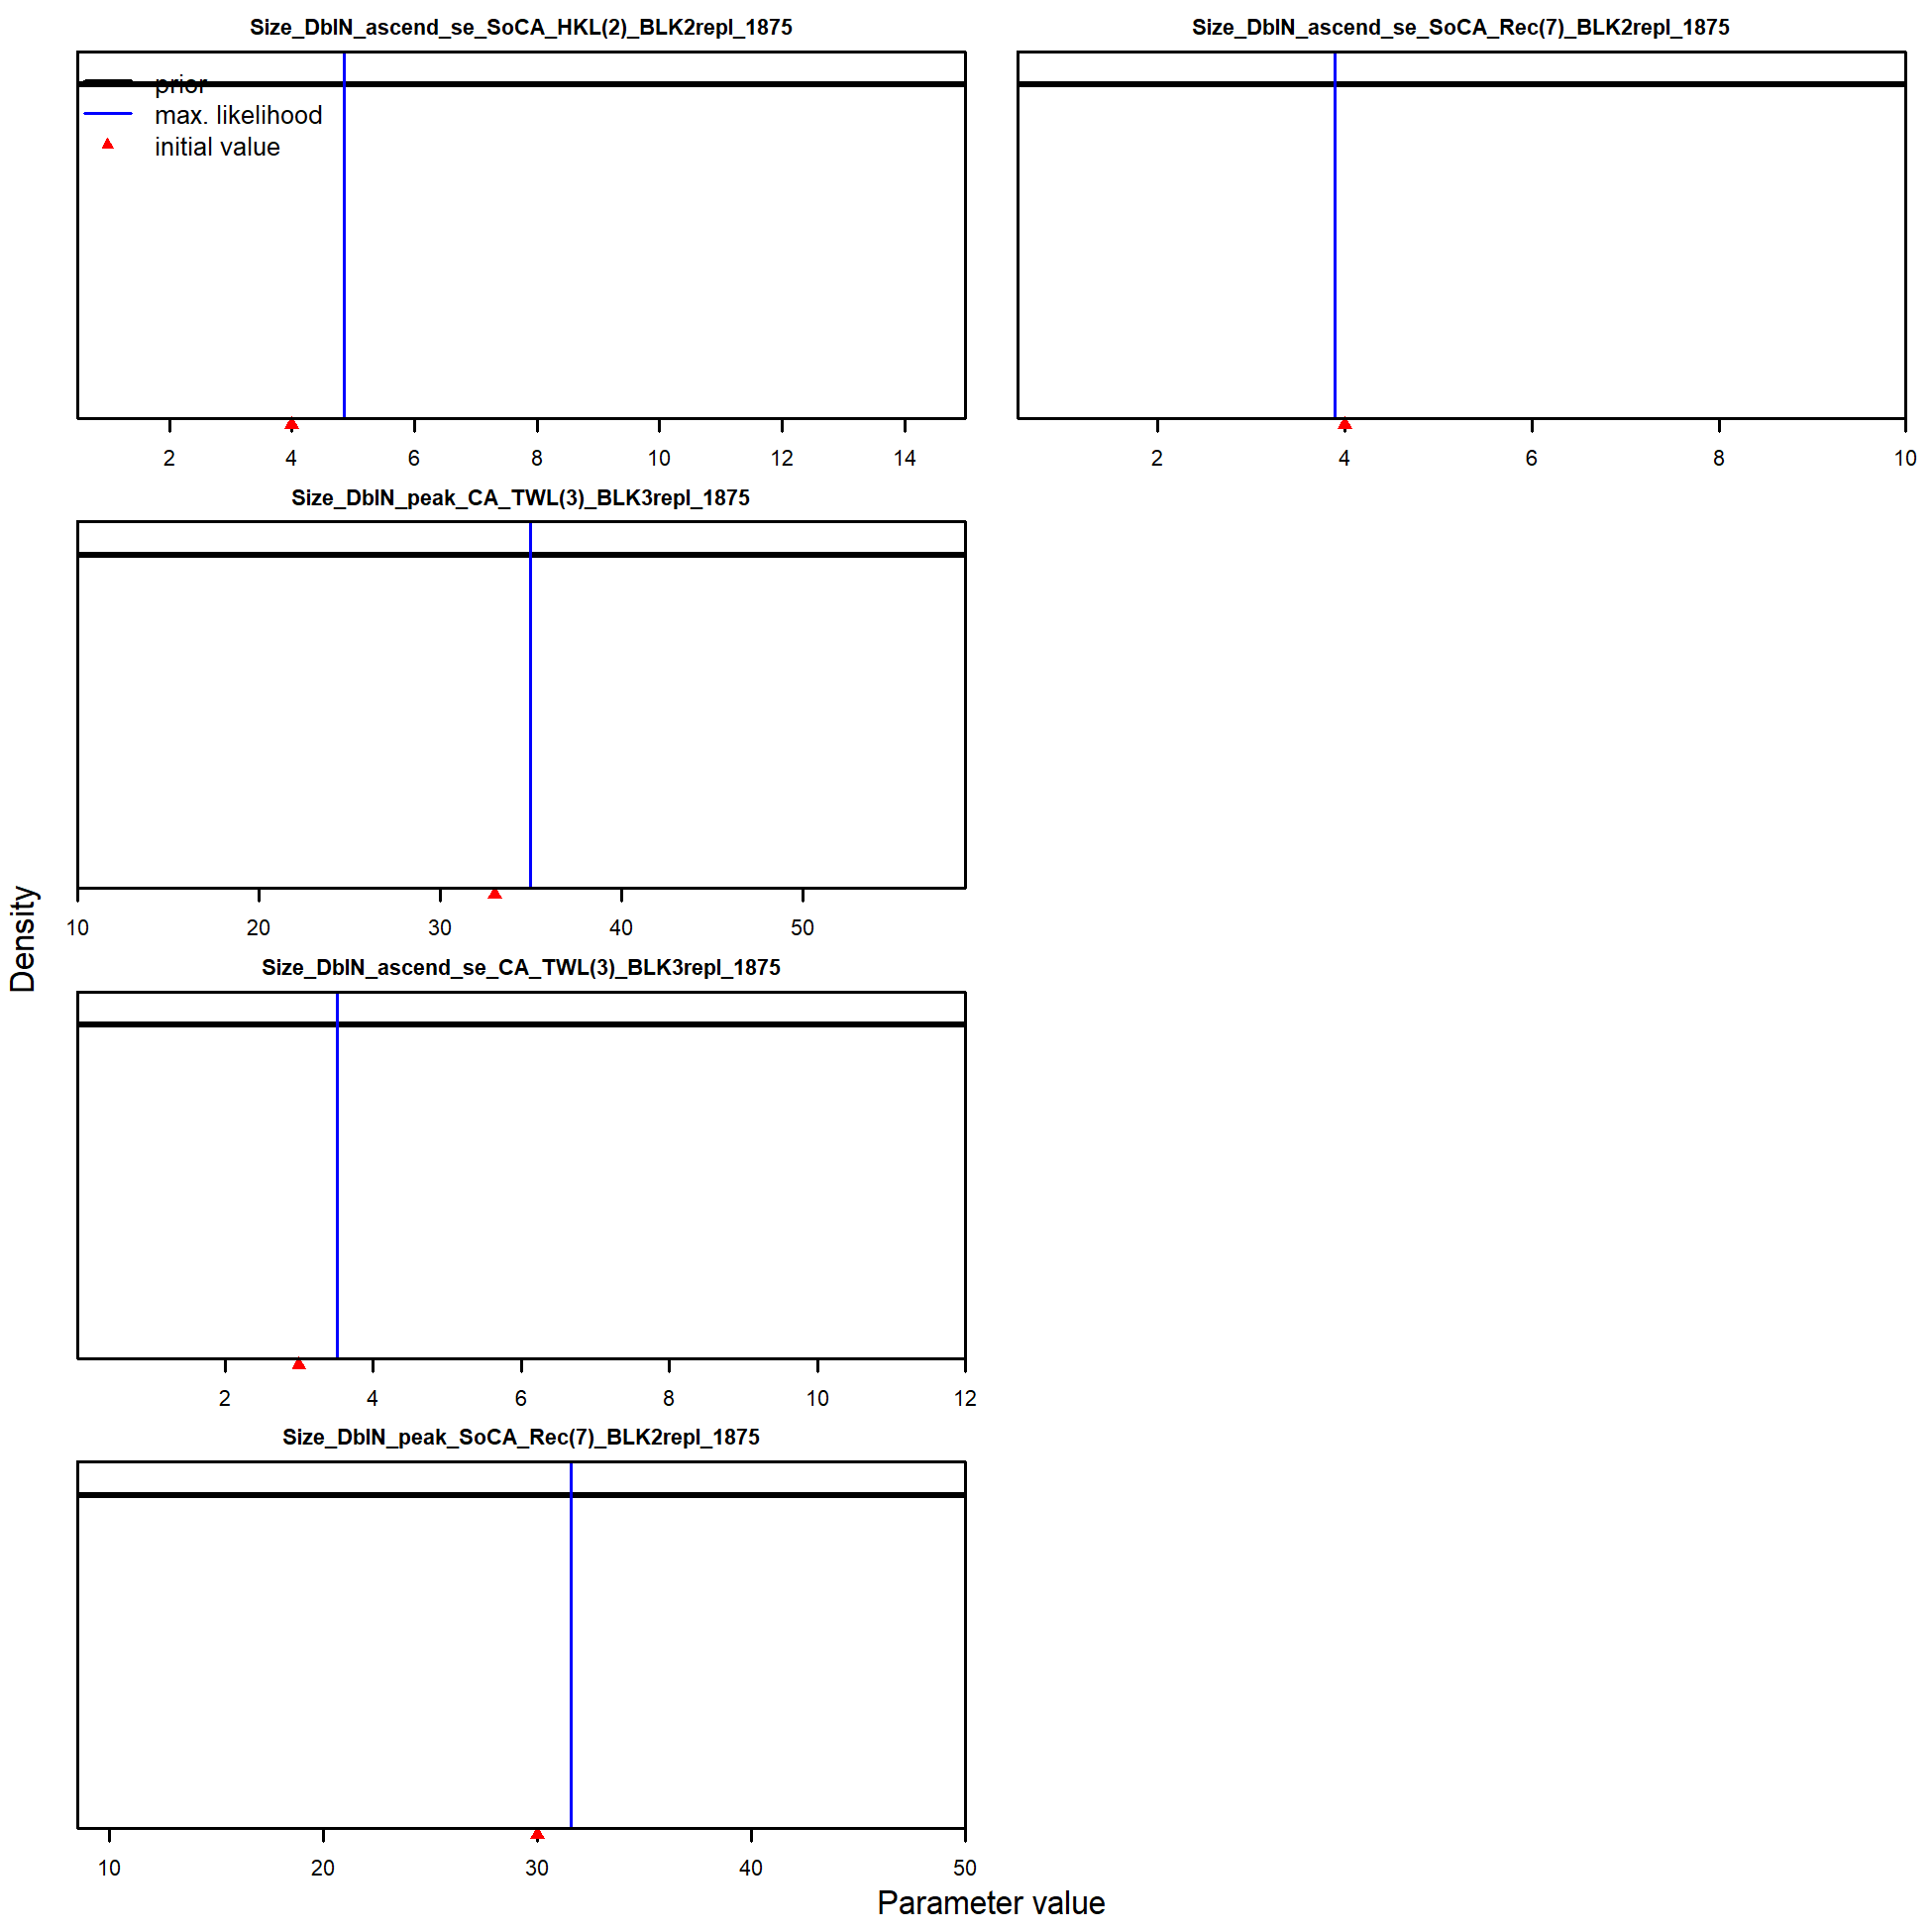 Size_DblN_ascend_se_SoCA_HKL(2)_BLK2repl_1875
prior
max. likelihood
initial value
2 4 6 8 10 12 14
Size_DblN_ascend_se_SoCA_Rec(7)_BLK2repl_1875
2 4 6 8 10
Size_DblN_peak_CA_TWL(3)_BLK3repl_1875
10 20 30 40 50
Size_DblN_ascend_se_CA_TWL(3)_BLK3repl_1875
2 4 6 8 10 12
Size_DblN_peak_SoCA_Rec(7)_BLK2repl_1875
10 20 30 40 50
Density
Parameter value